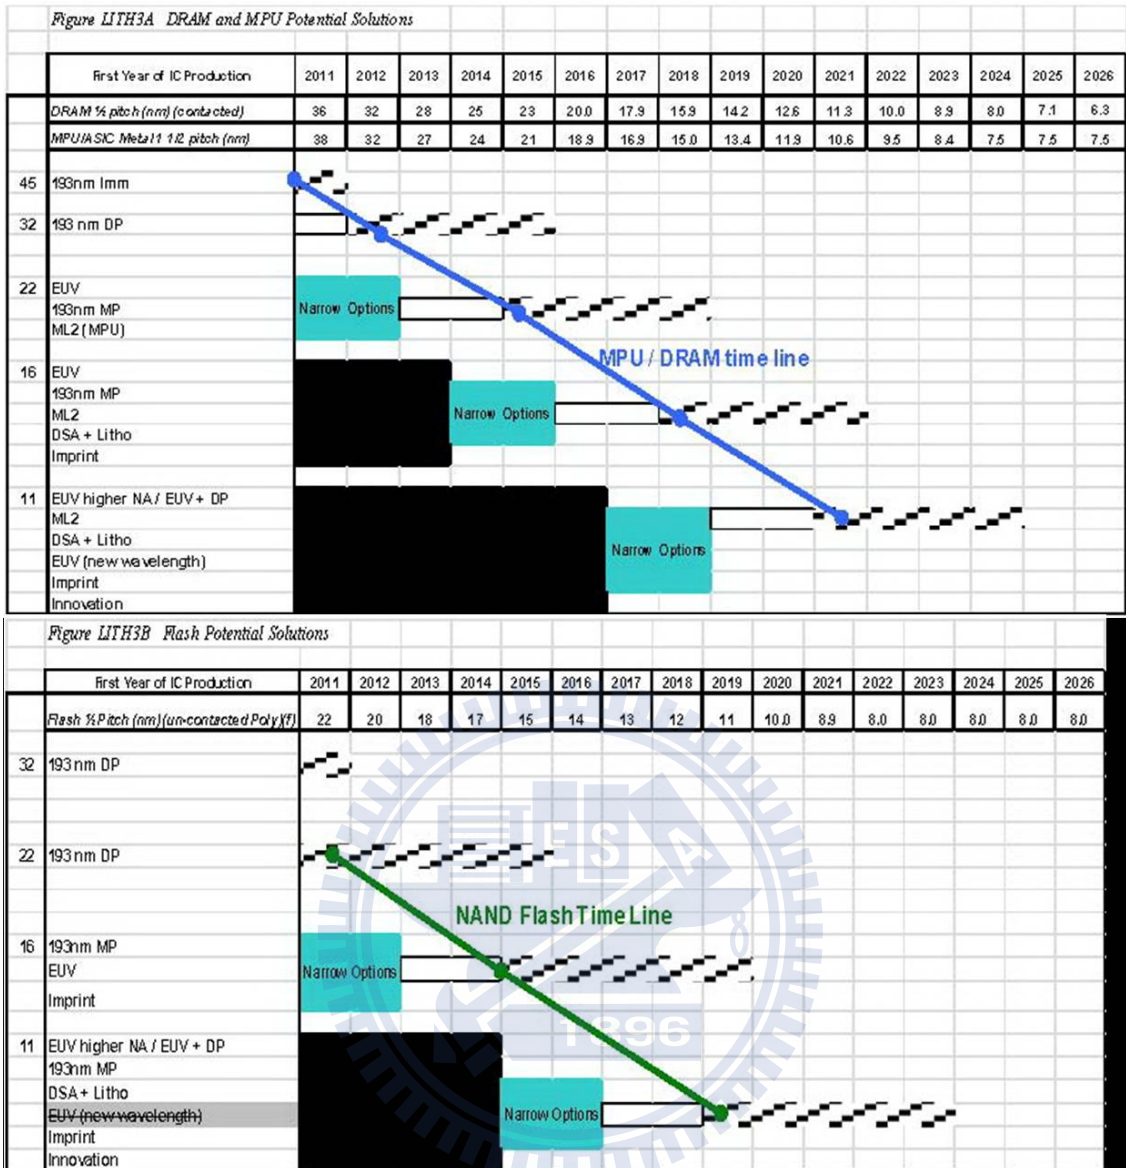 Figure LITH3A DRAM and MPU Potential Solutions
First Year of IC Production 2011 2012 2013 2014 2015 2016 2017 2018 2019 2020 2021 2022 2023 2024 2025 2026
DRAM ½ pitch (nm) (contacted) 36 32 28 25 23 20.0 17.9 15.9 14.2 12.6 11.3 10.0 8.9 8.0 7.1 6.3
MPU/ASIC Metal 1 1/2 pitch (nm) 38 32 27 24 21 18.9 16.9 15.0 13.4 11.9 10.6 9.5 8.4 7.5 7.5 7.5
45 193nm Imm
32 193 nm DP
22 EUV
193nm MP
ML2 (MPU)
Narrow Options
MPU / DRAM time line
16 EUV
193nm MP
ML2
DSA + Litho
Imprint
Narrow Options
11 EUV higher NA / EUV + DP
ML2
DSA + Litho
EUV (new wavelength)
Imprint
Innovation
Narrow Options
Figure LITH3B Flash Potential Solutions
First Year of IC Production 2011 2012 2013 2014 2015 2016 2017 2018 2019 2020 2021 2022 2023 2024 2025 2026
Flash ½ Pitch (nm) (un-contacted Poly)(f) 22 20 18 17 15 14 13 12 11 10.0 8.9 8.0 8.0 8.0 8.0 8.0
32 193 nm DP
22 193 nm DP
NAND Flash Time Line
16 193nm MP
EUV
Imprint
Narrow Options
11 EUV higher NA / EUV + DP
193nm MP
DSA + Litho
EUV (new wavelength)
Imprint
Innovation
Narrow Options
ESA
1896